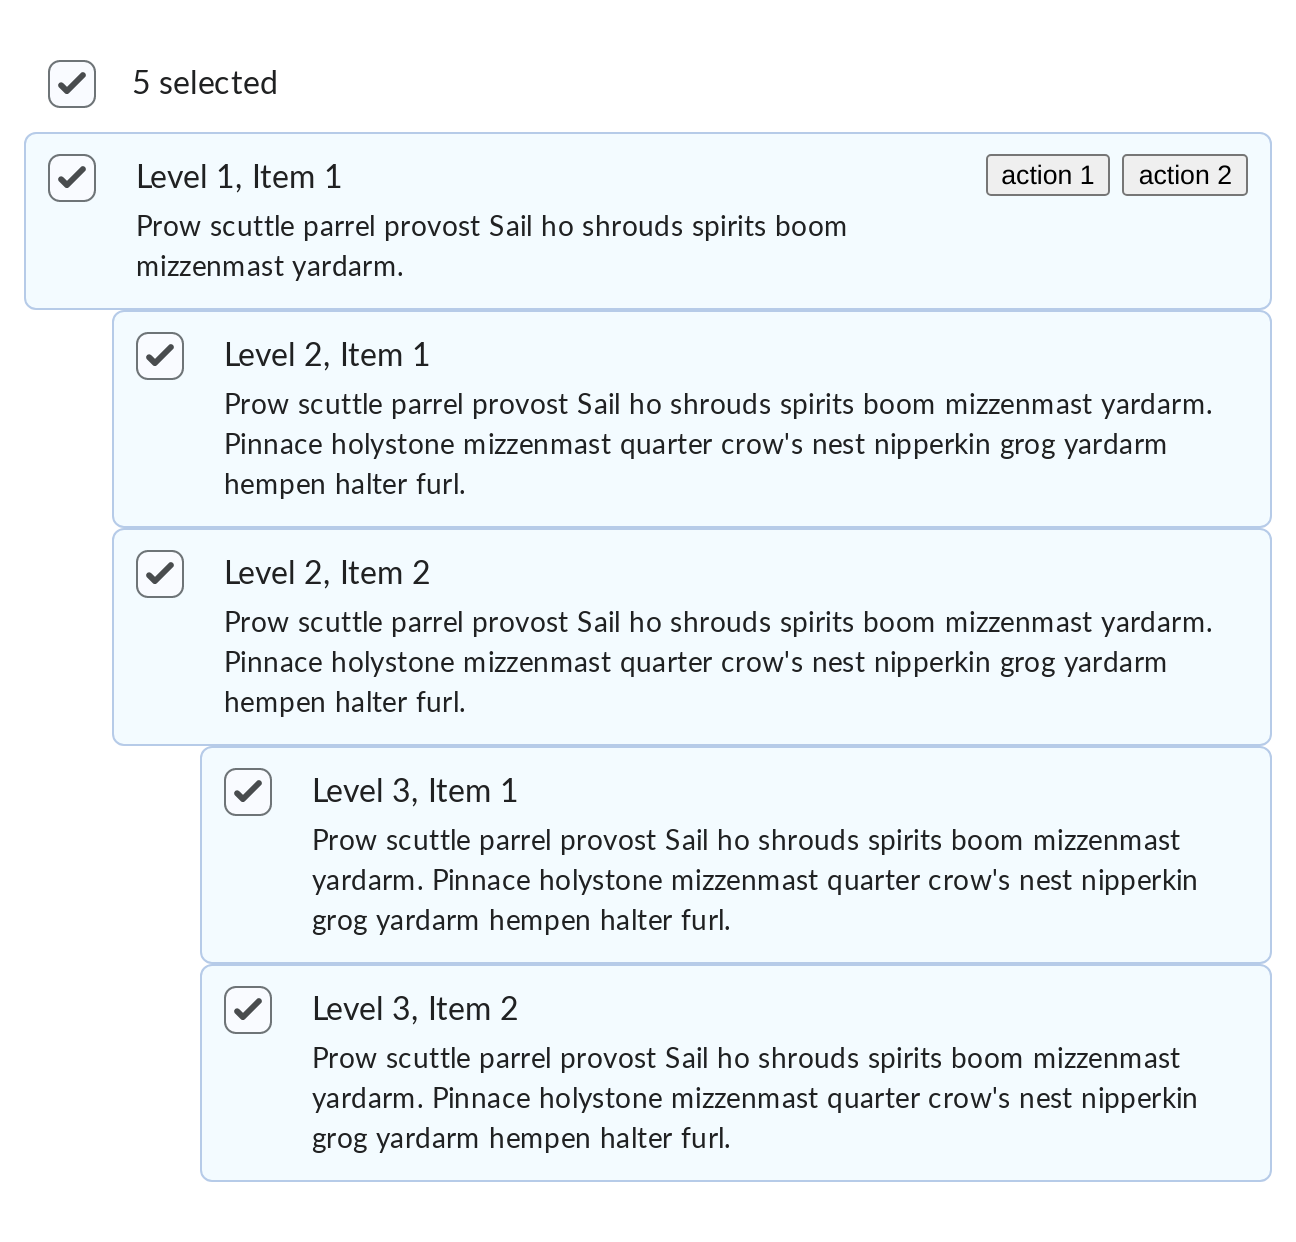 5 selected
Level 1, Item 1
action 1
action 2
Prow scuttle parrel provost Sail ho shrouds spirits boom
mizzenmast yardarm.
Level 2, Item 1
Prow scuttle parrel provost Sail ho shrouds spirits boom mizzenmast yardarm.
Pinnace holystone mizzenmast quarter crow's nest nipperkin grog yardarm
hempen halter furl.
Level 2, Item 2
Prow scuttle parrel provost Sail ho shrouds spirits boom mizzenmast yardarm.
Pinnace holystone mizzenmast quarter crow's nest nipperkin grog yardarm
hempen halter furl.
Level 3, Item 1
Prow scuttle parrel provost Sail ho shrouds spirits boom mizzenmast
yardarm. Pinnace holystone mizzenmast quarter crow's nest nipperkin
grog yardarm hempen halter furl.
Level 3, Item 2
Prow scuttle parrel provost Sail ho shrouds spirits boom mizzenmast
yardarm. Pinnace holystone mizzenmast quarter crow's nest nipperkin
grog yardarm hempen halter furl.